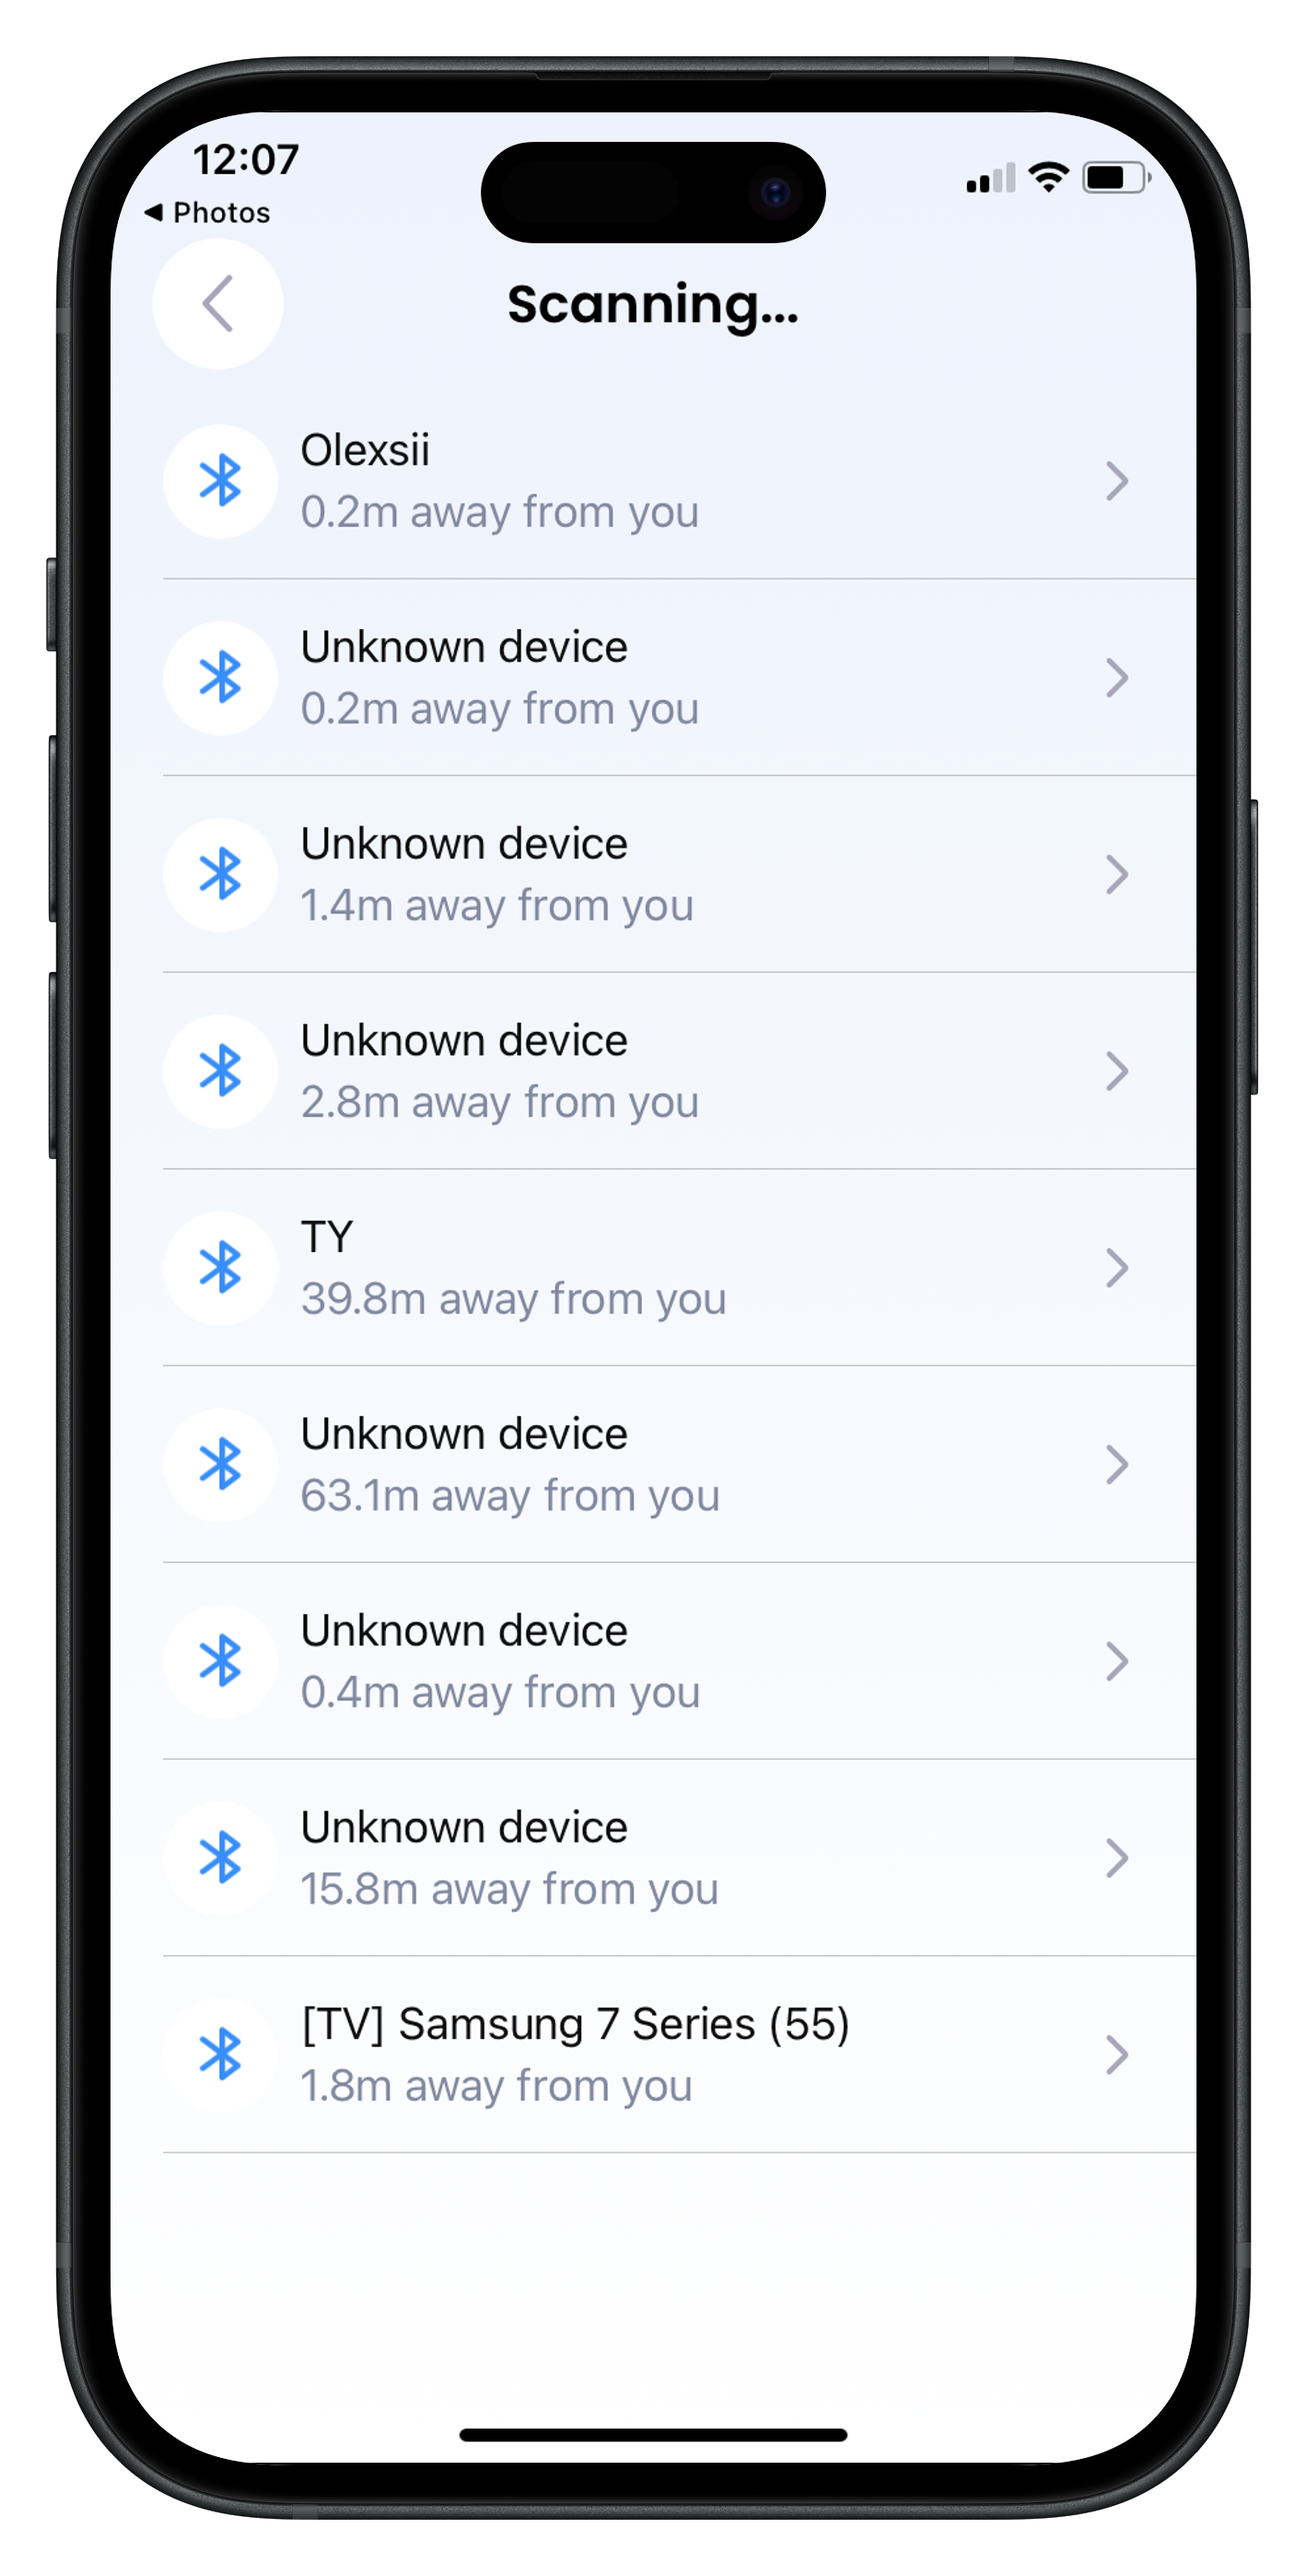 12:07
◀ Photos
Scanning...
Olexsii
0.2m away from you
Unknown device
0.2m away from you
Unknown device
1.4m away from you
Unknown device
2.8m away from you
TY
39.8m away from you
Unknown device
63.1m away from you
Unknown device
0.4m away from you
Unknown device
15.8m away from you
[TV] Samsung 7 Series (55)
1.8m away from you